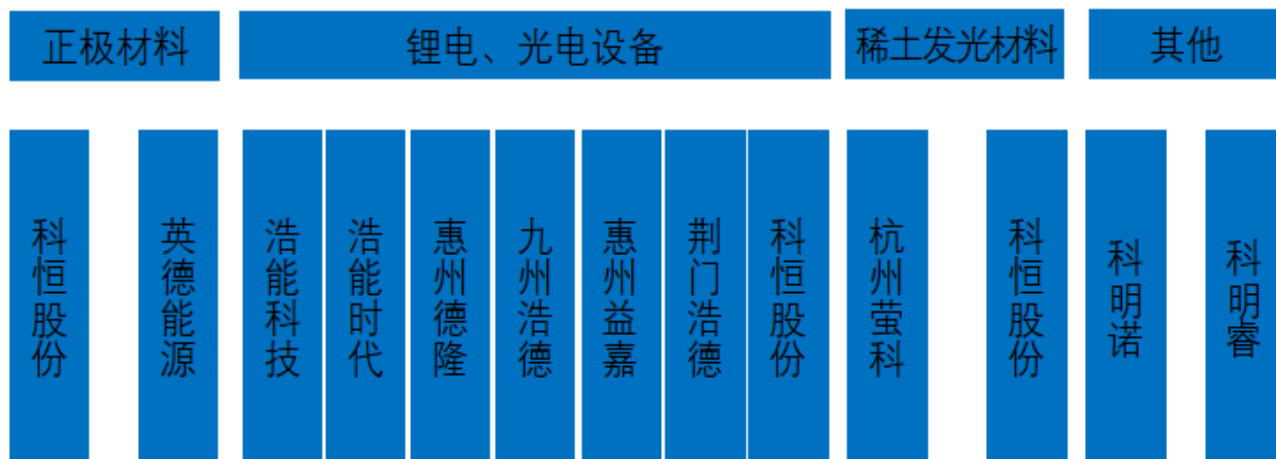 正极材料
锂电、光电设备
稀土发光材料
其他
科恒股份
英德能源
浩能科技
浩能时代
惠州德隆
九州浩德
惠州益嘉
荆门浩德
科恒股份
杭州萤科
科恒股份
科明诺
科明睿